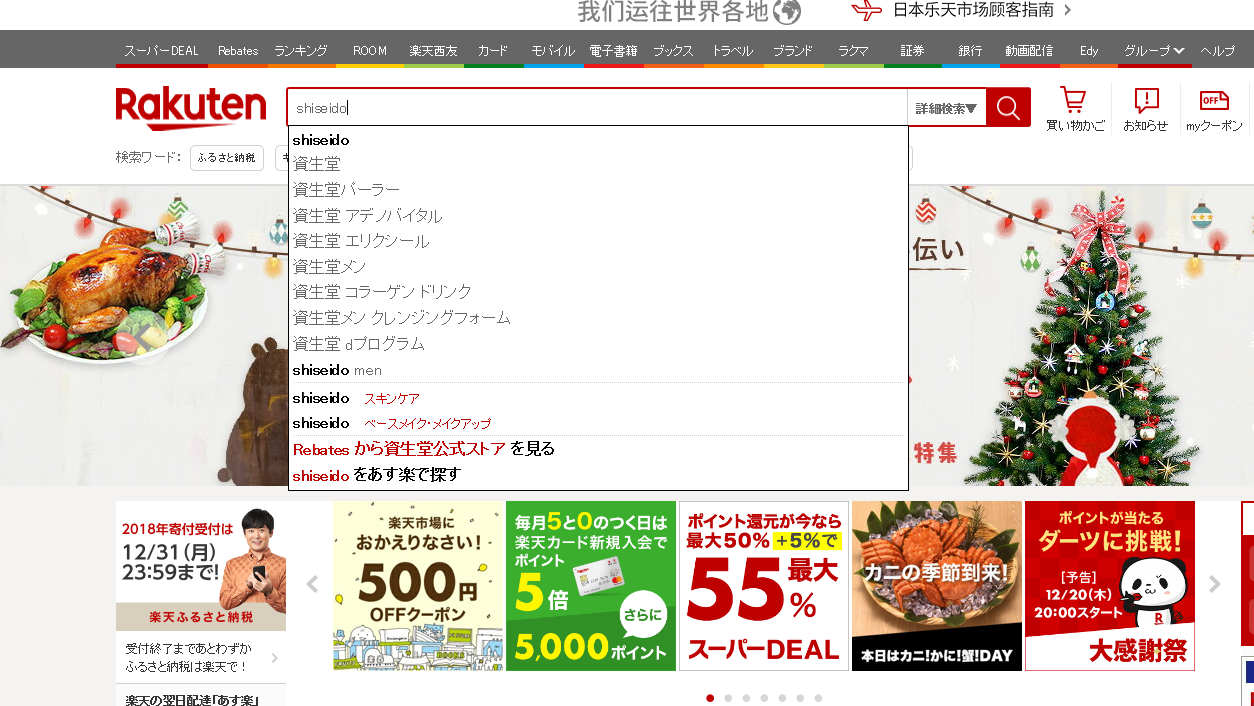 我们运往世界各地
日本乐天市场顾客指南
スーパーDEAL Rebates ランキング ROOM 楽天西友 カード モバイル 電子書籍 ブックス トラベル ブランド ラクマ 証券 銀行 動画配信 Edy グループ ヘルプ
Rakuten
shiseido
詳細検索▼
OFF
買い物かご お知らせ myクーポン
検索ワード: ふるさと納税
shiseido
資生堂
資生堂パーラー
資生堂 アデノバイタル
資生堂 エリクシール
資生堂メン
資生堂 コラーゲン ドリンク
資生堂メン クレンジングフォーム
資生堂 dプログラム
shiseido men
shiseido スキンケア
shiseido ベースメイク・メイクアップ
Rebates から資生堂公式ストア を見る
shiseido をあす楽で探す
伝い
特集
2018年寄付受付は
12/31(月)
23:59まで!
楽天ふるさと納税
受付終了まであとわずか
ふるさと納税は楽天で!
楽天の翌日配達「あす楽」
楽天市場に
おかえりなさい!
500円
OFFクーポン
毎月5と0のつく日は
楽天カード新規入会で
ポイント
5倍
さらに
5,000ポイント
ポイント還元が今なら
最大50% +5%で
55%
最大
スーパーDEAL
カニの季節到来!
本日はカニ!かに!蟹!DAY
ポイントが当たる
ダーツに挑戦!
[予告]
12/20(木)
20:00スタート
R
大感謝祭